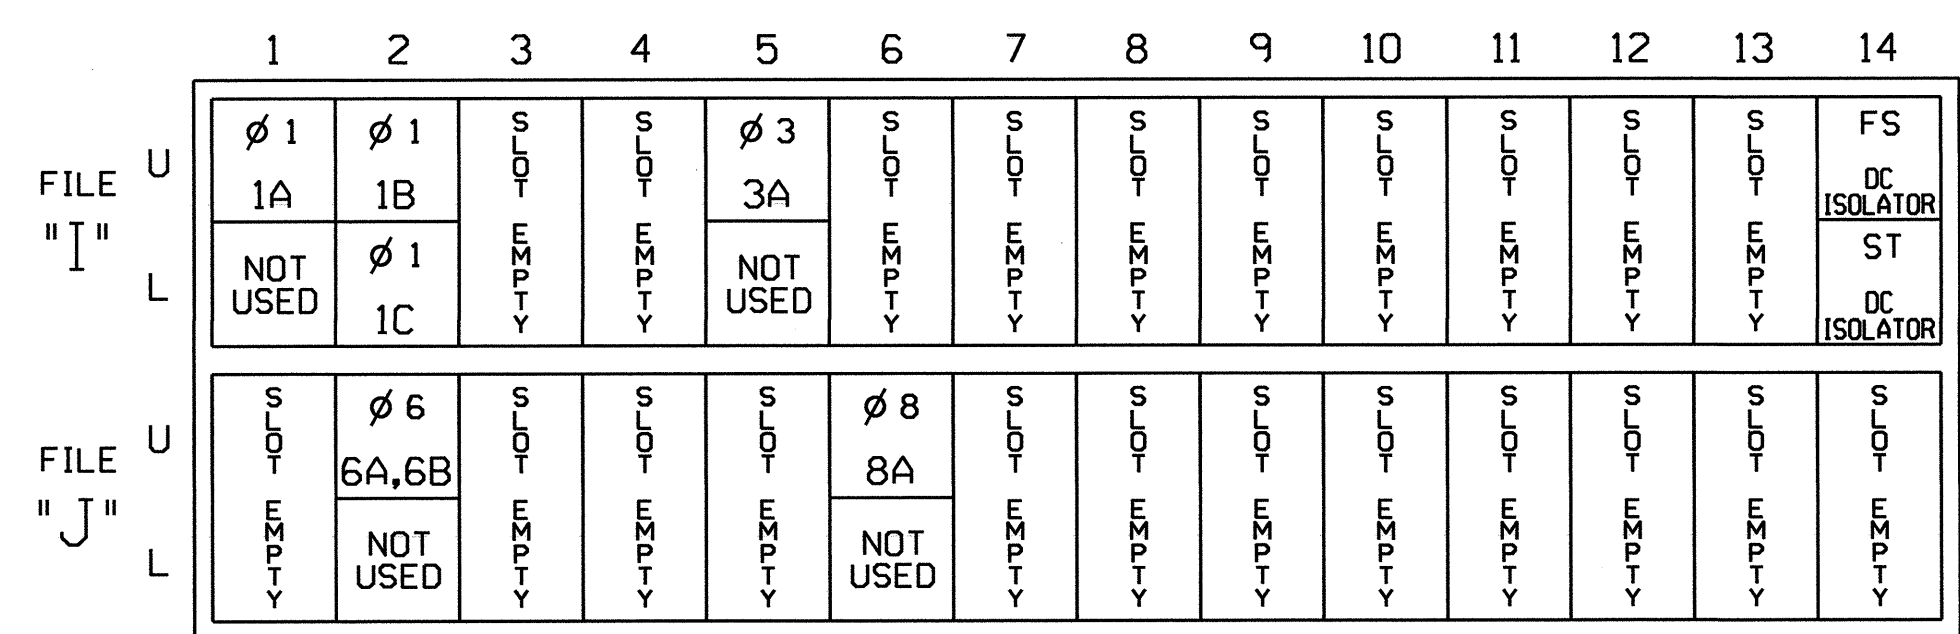 1 2 3 4 5 6 7 8 9 10 11 12 13 14
FILE "I"
U
L
Ø 1
1A
NOT
USED
Ø 1
1B
Ø 1
1C
SLOT EMPTY
SLOT EMPTY
Ø 3
3A
NOT
USED
SLOT EMPTY
SLOT EMPTY
SLOT EMPTY
SLOT EMPTY
SLOT EMPTY
SLOT EMPTY
SLOT EMPTY
SLOT EMPTY
FS
DC
ISOLATOR
ST
DC
ISOLATOR
FILE "J"
U
L
SLOT EMPTY
Ø 6
6A,6B
NOT
USED
SLOT EMPTY
SLOT EMPTY
SLOT EMPTY
Ø 8
8A
NOT
USED
SLOT EMPTY
SLOT EMPTY
SLOT EMPTY
SLOT EMPTY
SLOT EMPTY
SLOT EMPTY
SLOT EMPTY
SLOT EMPTY